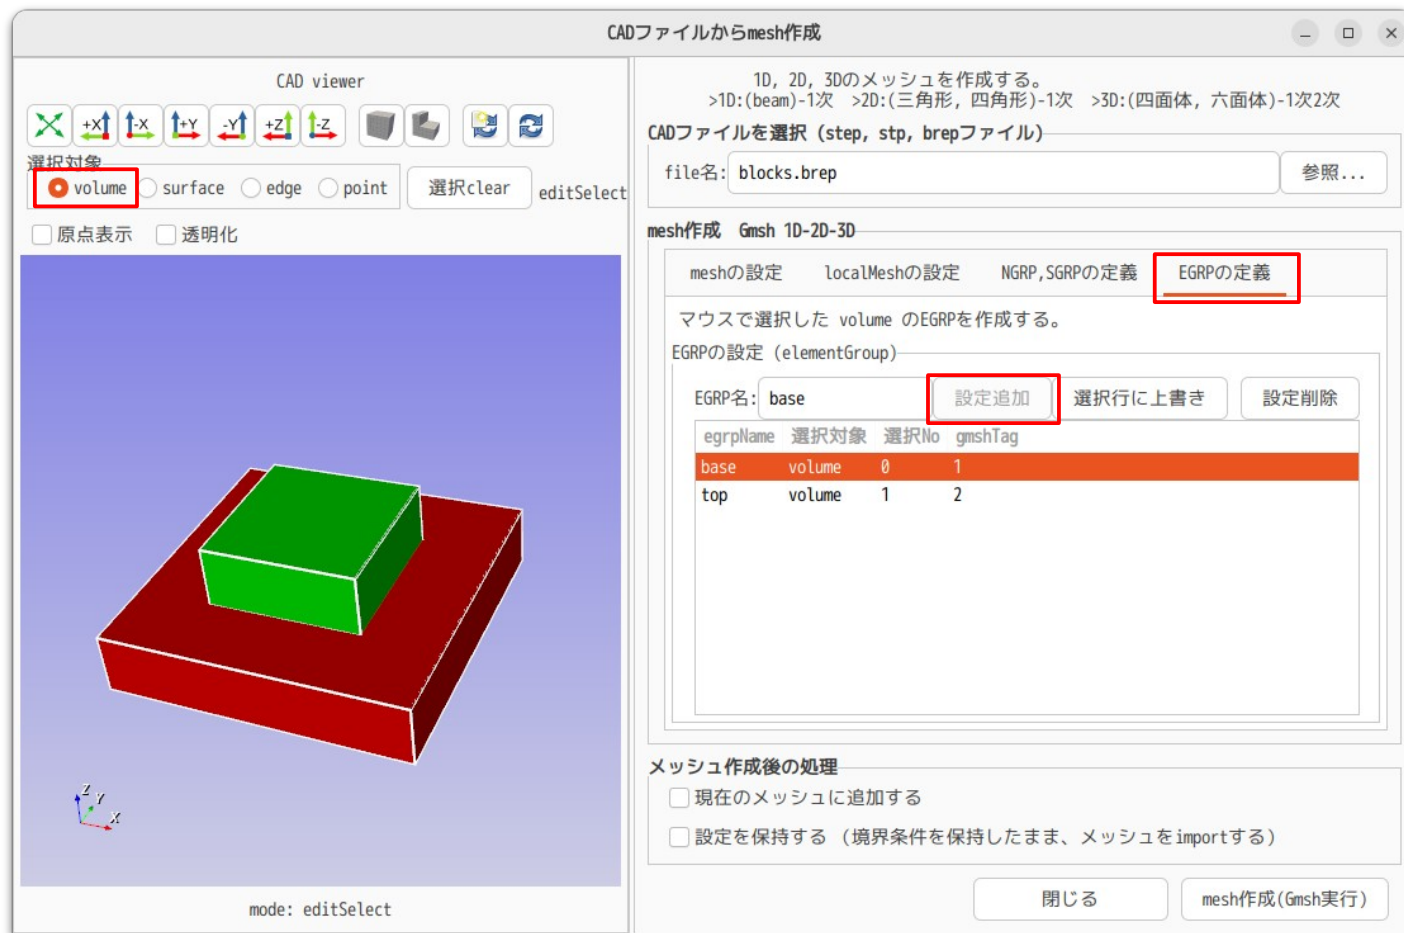 CADファイルからmesh作成
CAD viewer
+X -X +Y -Y +Z -Z
選択対象
volume surface edge point 選択clear editSelect
原点表示 透明化
Z Y X
mode: editSelect
1D, 2D, 3Dのメッシュを作成する。
>1D:(beam)-1次 >2D:(三角形, 四角形)-1次 >3D:(四面体, 六面体)-1次2次
CADファイルを選択 (step, stp, brepファイル)
file名: blocks.brep 参照...
mesh作成 Gmsh 1D-2D-3D
meshの設定 localMeshの設定 NGRP,SGRPの定義 EGRPの定義
マウスで選択した volume のEGRPを作成する。
EGRPの設定 (elementGroup)
EGRP名: base 設定追加 選択行に上書き 設定削除
egrpName 選択対象 選択No gmshTag
base volume 0 1
top volume 1 2
メッシュ作成後の処理
現在のメッシュに追加する
設定を保持する (境界条件を保持したまま、メッシュをimportする)
閉じる mesh作成(Gmsh実行)